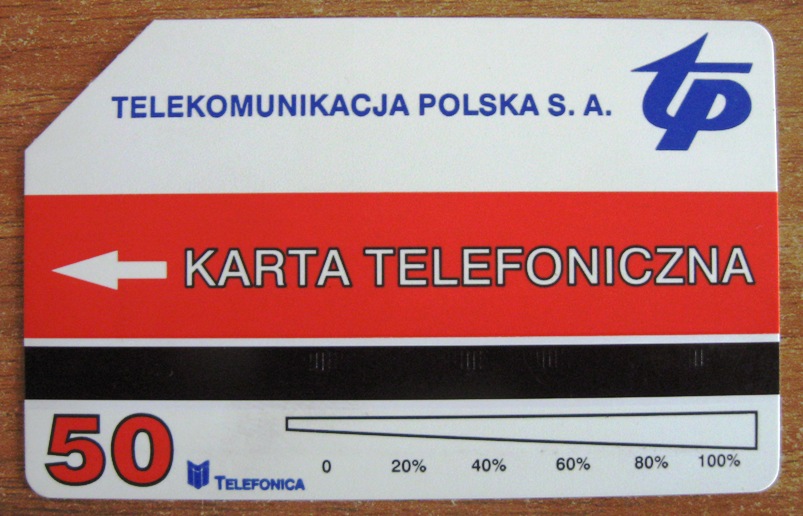 TELEKOMUNIKACJA POLSKA S. A.
tp
KARTA TELEFONICZNA
50
TELEFONICA
0 20% 40% 60% 80% 100%